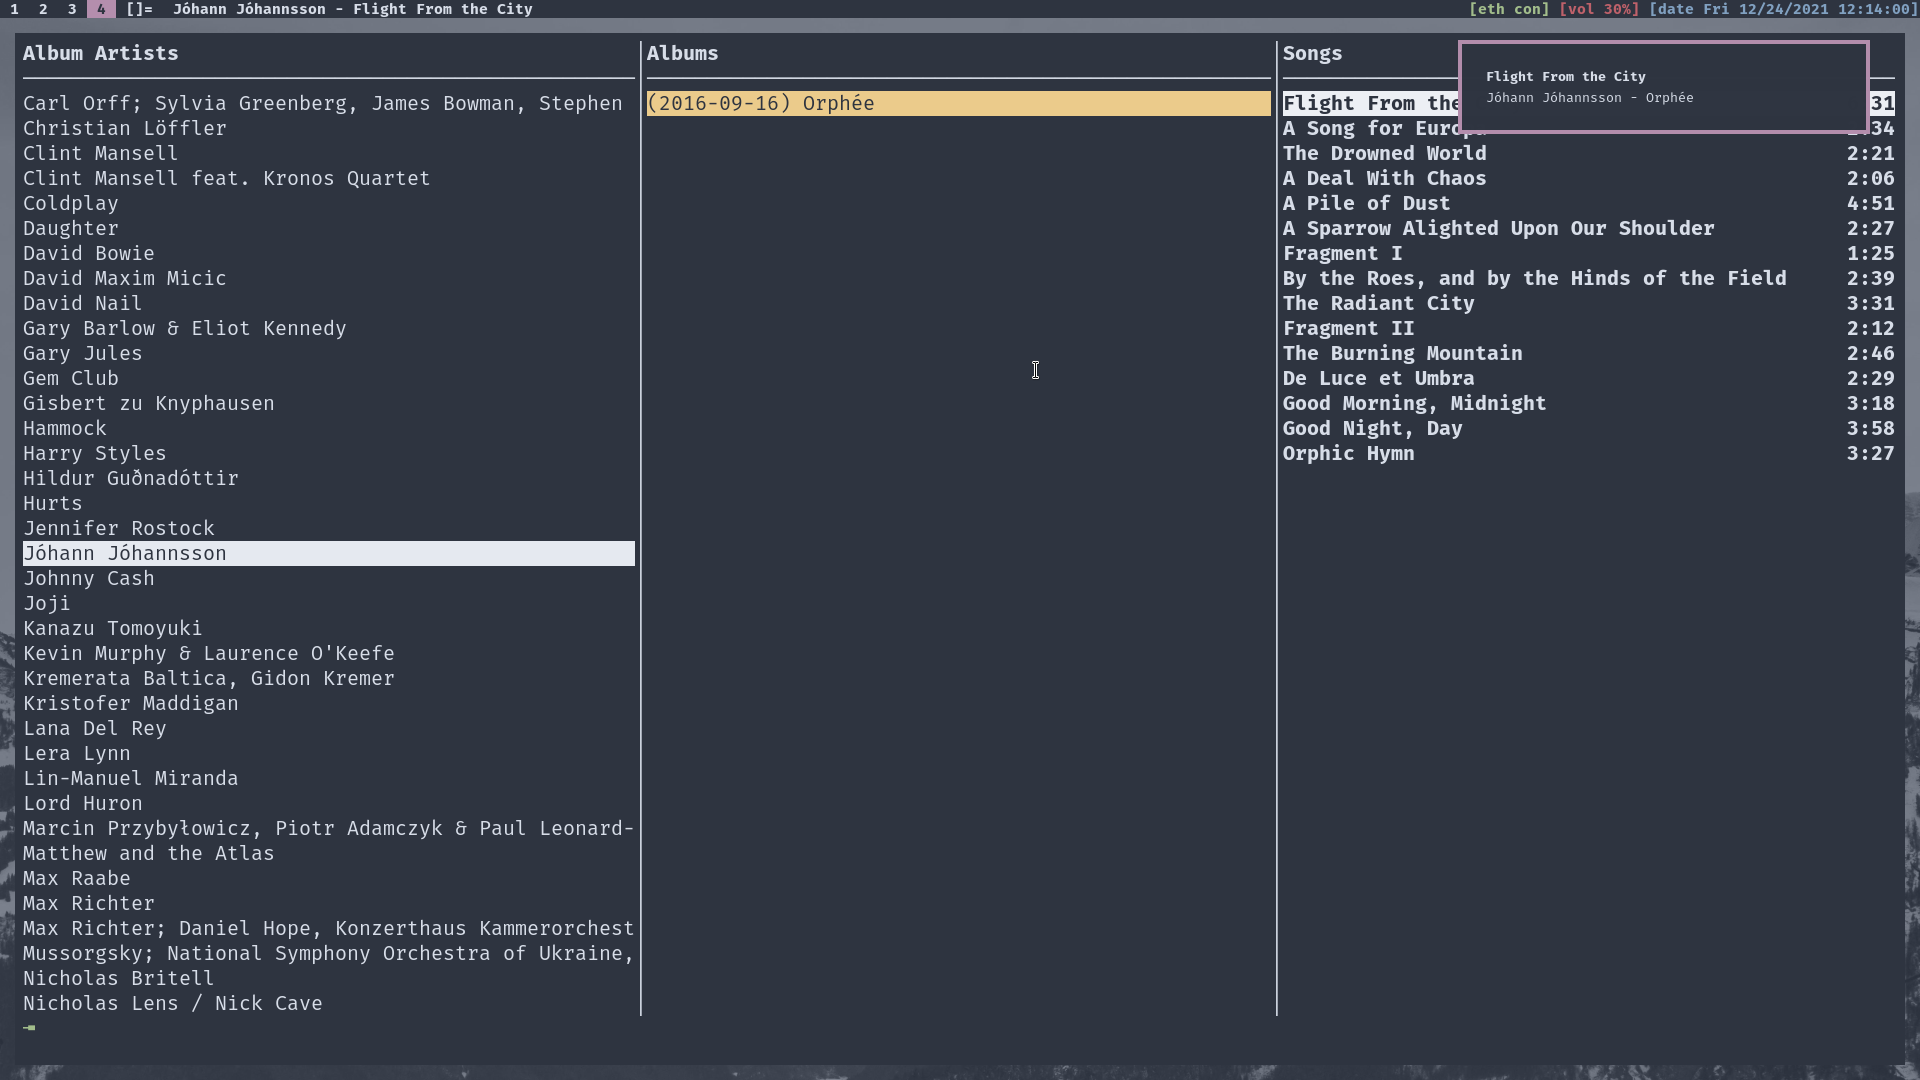 1 2 3 4 []= Jóhann Jóhannsson - Flight From the City [eth con] [vol 30%] [date Fri 12/24/2021 12:14:00]
Album Artists
Carl Orff; Sylvia Greenberg, James Bowman, Stephen
Christian Löffler
Clint Mansell
Clint Mansell feat. Kronos Quartet
Coldplay
Daughter
David Bowie
David Maxim Micic
David Nail
Gary Barlow & Eliot Kennedy
Gary Jules
Gem Club
Gisbert zu Knyphausen
Hammock
Harry Styles
Hildur Guðnadóttir
Hurts
Jennifer Rostock
Jóhann Jóhannsson
Johnny Cash
Joji
Kanazu Tomoyuki
Kevin Murphy & Laurence O'Keefe
Kremerata Baltica, Gidon Kremer
Kristofer Maddigan
Lana Del Rey
Lera Lynn
Lin-Manuel Miranda
Lord Huron
Marcin Przybyłowicz, Piotr Adamczyk & Paul Leonard-
Matthew and the Atlas
Max Raabe
Max Richter
Max Richter; Daniel Hope, Konzerthaus Kammerorchest
Mussorgsky; National Symphony Orchestra of Ukraine,
Nicholas Britell
Nicholas Lens / Nick Cave
Albums
(2016-09-16) Orphée
Songs
Flight From the City
Jóhann Jóhannsson - Orphée
Flight From the 31
A Song for Europa 34
The Drowned World 2:21
A Deal With Chaos 2:06
A Pile of Dust 4:51
A Sparrow Alighted Upon Our Shoulder 2:27
Fragment I 1:25
By the Roes, and by the Hinds of the Field 2:39
The Radiant City 3:31
Fragment II 2:12
The Burning Mountain 2:46
De Luce et Umbra 2:29
Good Morning, Midnight 3:18
Good Night, Day 3:58
Orphic Hymn 3:27